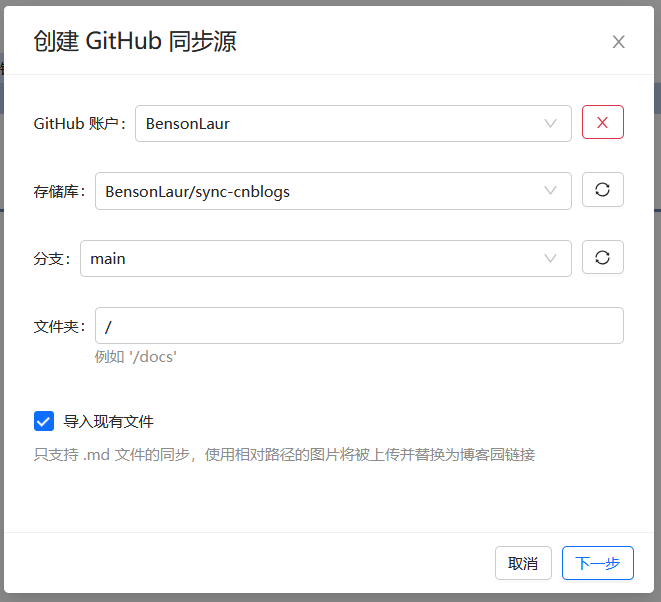 创建 GitHub 同步源
GitHub 账户： BensonLaur
存储库： BensonLaur/sync-cnblogs
分支： main
文件夹： /
例如 '/docs'
导入现有文件
只支持 .md 文件的同步，使用相对路径的图片将被上传并替换为博客园链接
取消 下一步